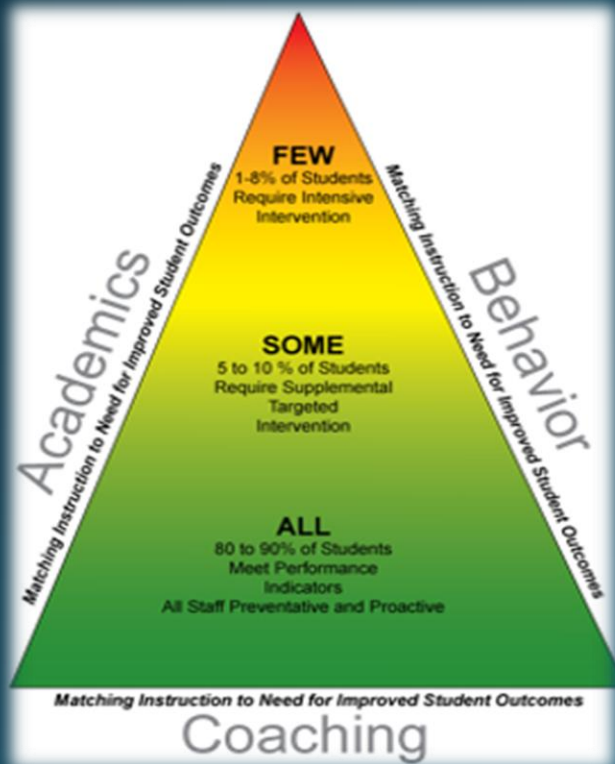 FEW
1-8% of Students
Require Intensive
Intervention
SOME
5 to 10 % of Students
Require Supplemental
Targeted
Intervention
ALL
80 to 90% of Students
Meet Performance
Indicators
All Staff Preventative and Proactive
Academics
Matching Instruction to Need for Improved Student Outcomes
Behavior
Matching Instruction to Need for Improved Student Outcomes
Matching Instruction to Need for Improved Student Outcomes
Coaching